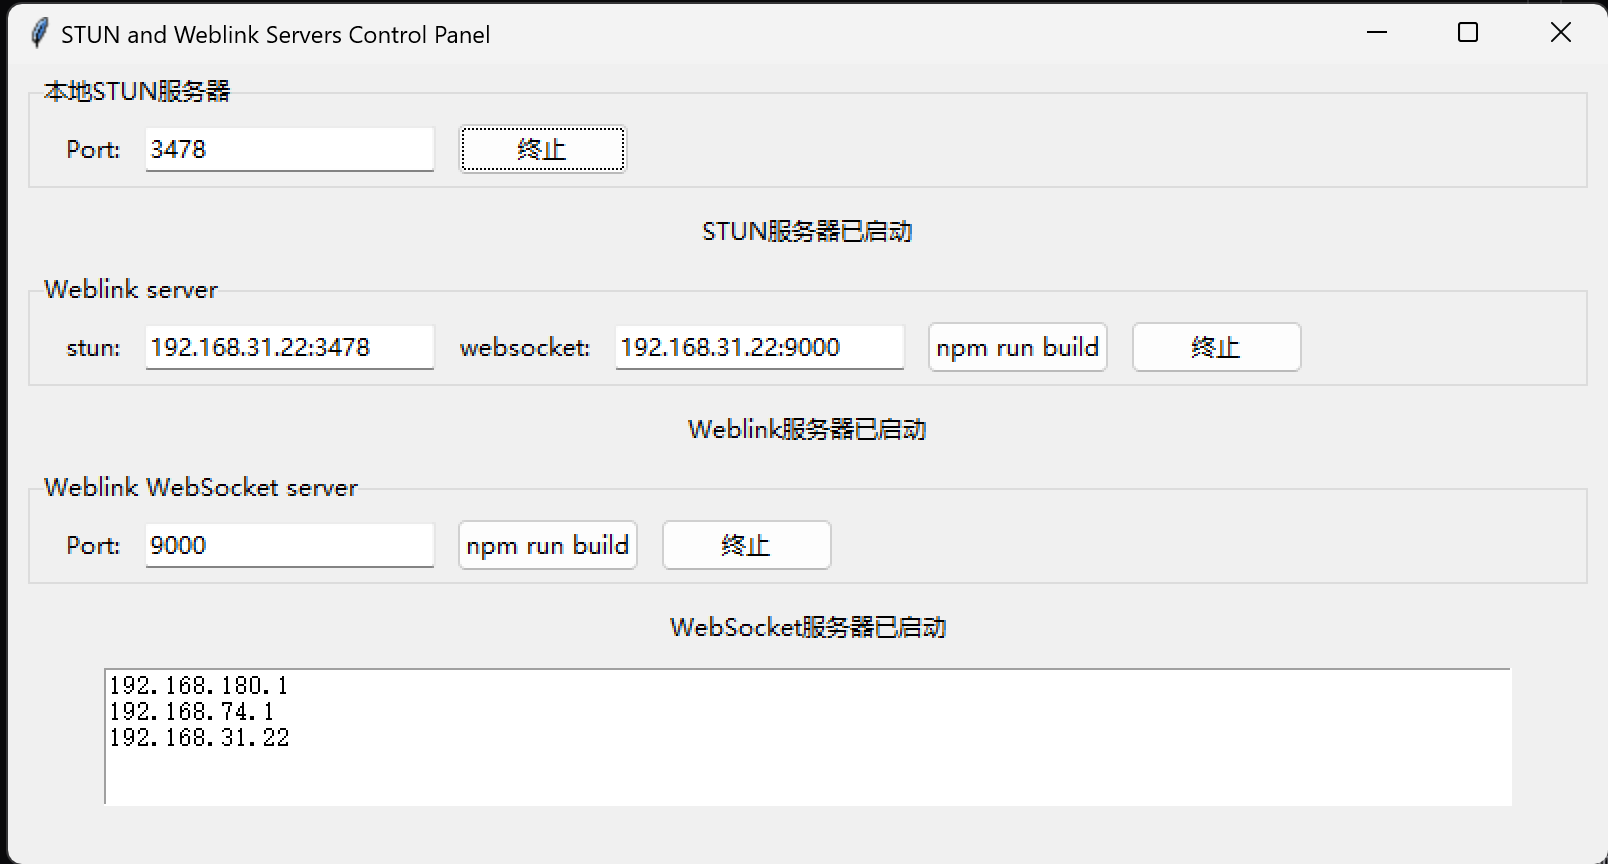 STUN and Weblink Servers Control Panel
本地STUN服务器
Port: 3478 终止
STUN服务器已启动
Weblink server
stun: 192.168.31.22:3478 websocket: 192.168.31.22:9000 npm run build 终止
Weblink服务器已启动
Weblink WebSocket server
Port: 9000 npm run build 终止
WebSocket服务器已启动
192.168.180.1
192.168.74.1
192.168.31.22